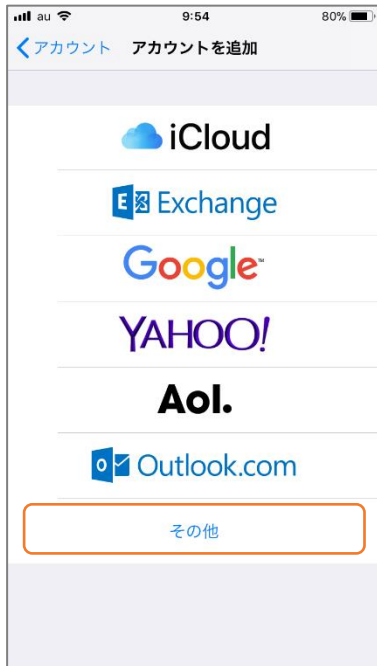 au 9:54 80%
アカウント アカウントを追加
iCloud
Exchange
Google™
YAHOO!
Aol.
Outlook.com
その他